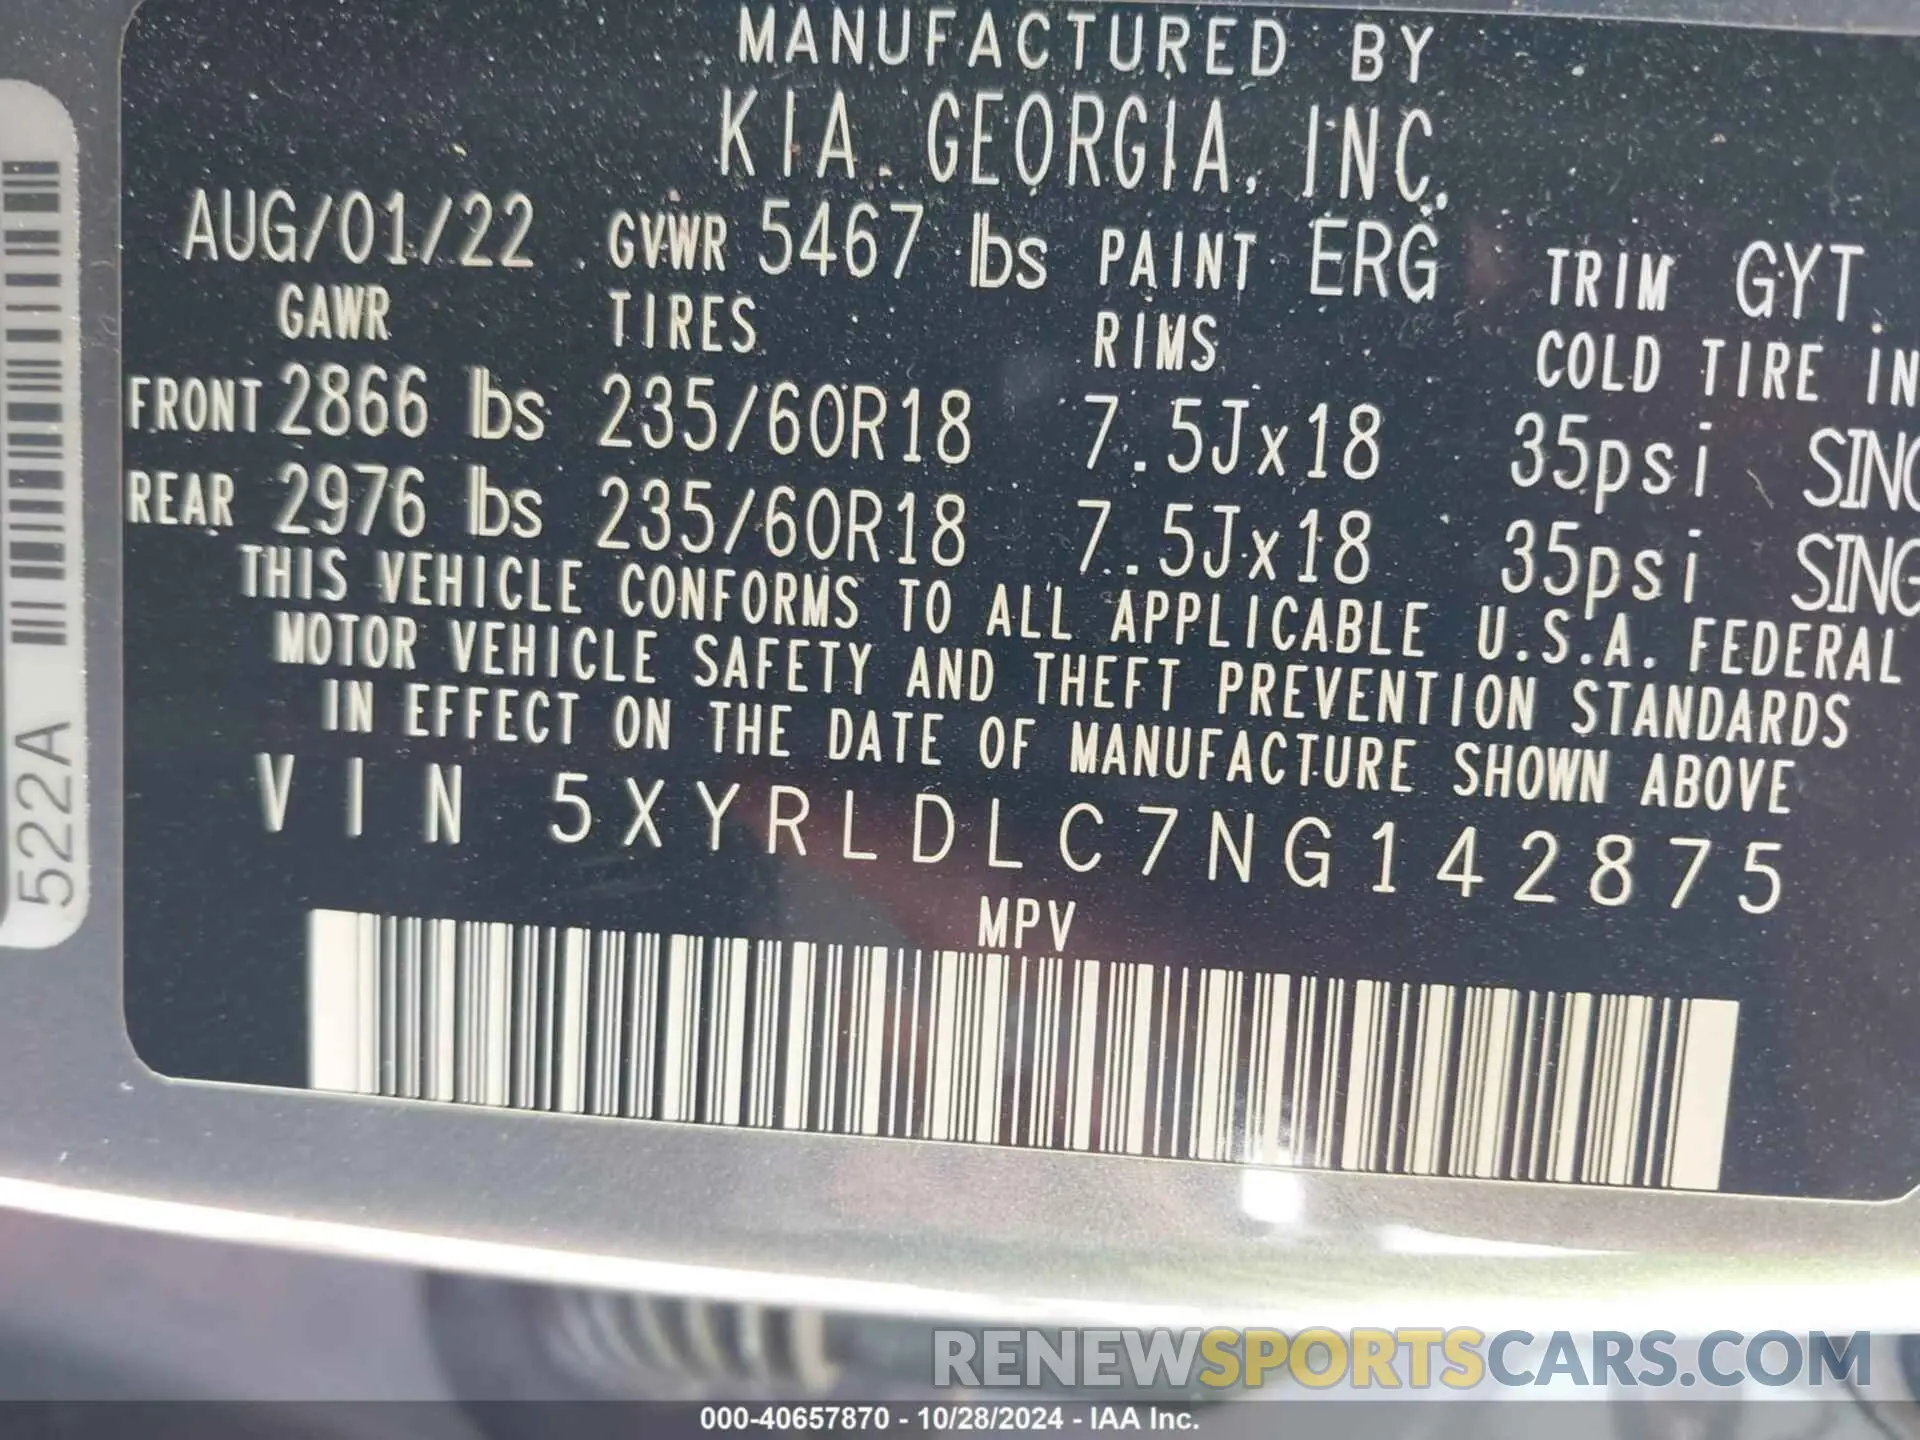 MANUFACTURED BY
KIA. GEORGIA, INC.
AUG/01/22 GVWR 5467 lbs PAINT ERG TRIM GYT.
GAWR TIRES RIMS COLD TIRE IN
FRONT 2866 lbs 235/60R18 7.5Jx18 35psi SING
REAR 2976 lbs 235/60R18 7.5Jx18 35psi SING
THIS VEHICLE CONFORMS TO ALL APPLICABLE U.S.A. FEDERAL
MOTOR VEHICLE SAFETY AND THEFT PREVENTION STANDARDS
IN EFFECT ON THE DATE OF MANUFACTURE SHOWN ABOVE
VIN 5XYRLDLC7NG142875
MPV
522A
RENEWSPORTSCARS.COM
000-40657870 - 10/28/2024 - IAA Inc.